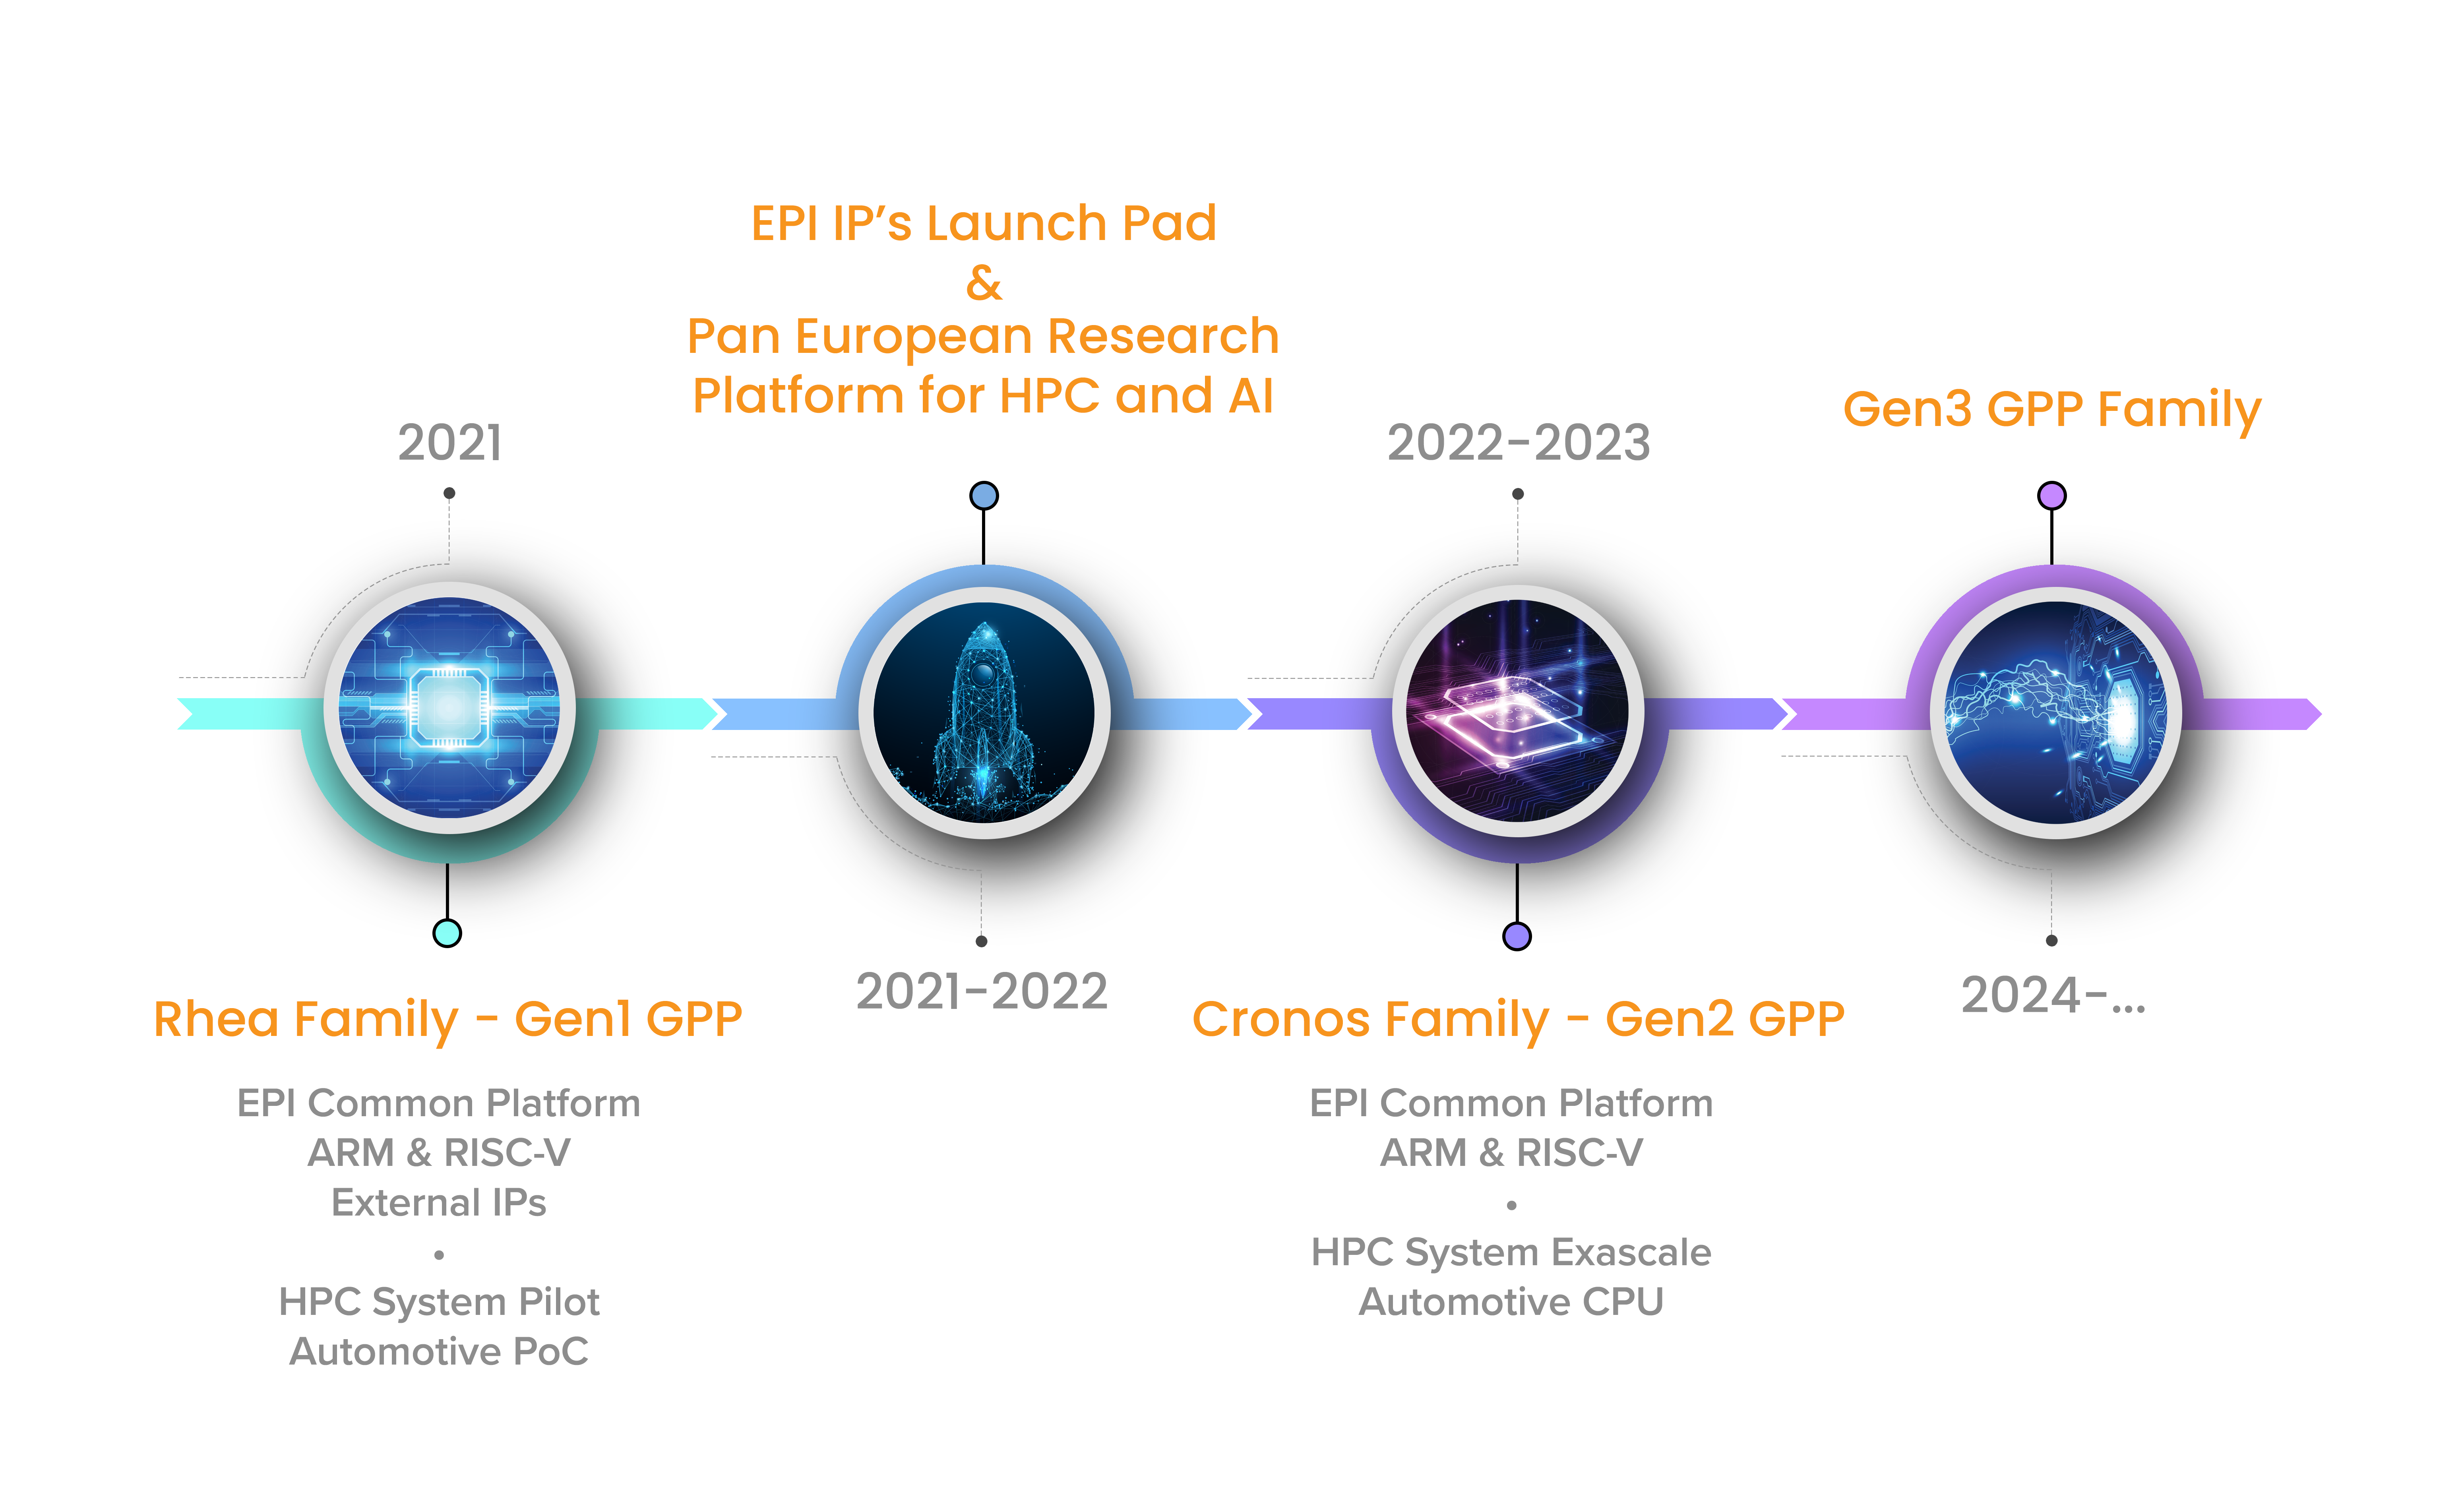 2021
Rhea Family - Gen1 GPP
EPI Common Platform
ARM & RISC-V
External IPs
•
HPC System Pilot
Automotive PoC
EPI IP’s Launch Pad
&
Pan European Research
Platform for HPC and AI
2021-2022
2022-2023
Cronos Family - Gen2 GPP
EPI Common Platform
ARM & RISC-V
•
HPC System Exascale
Automotive CPU
Gen3 GPP Family
2024-...